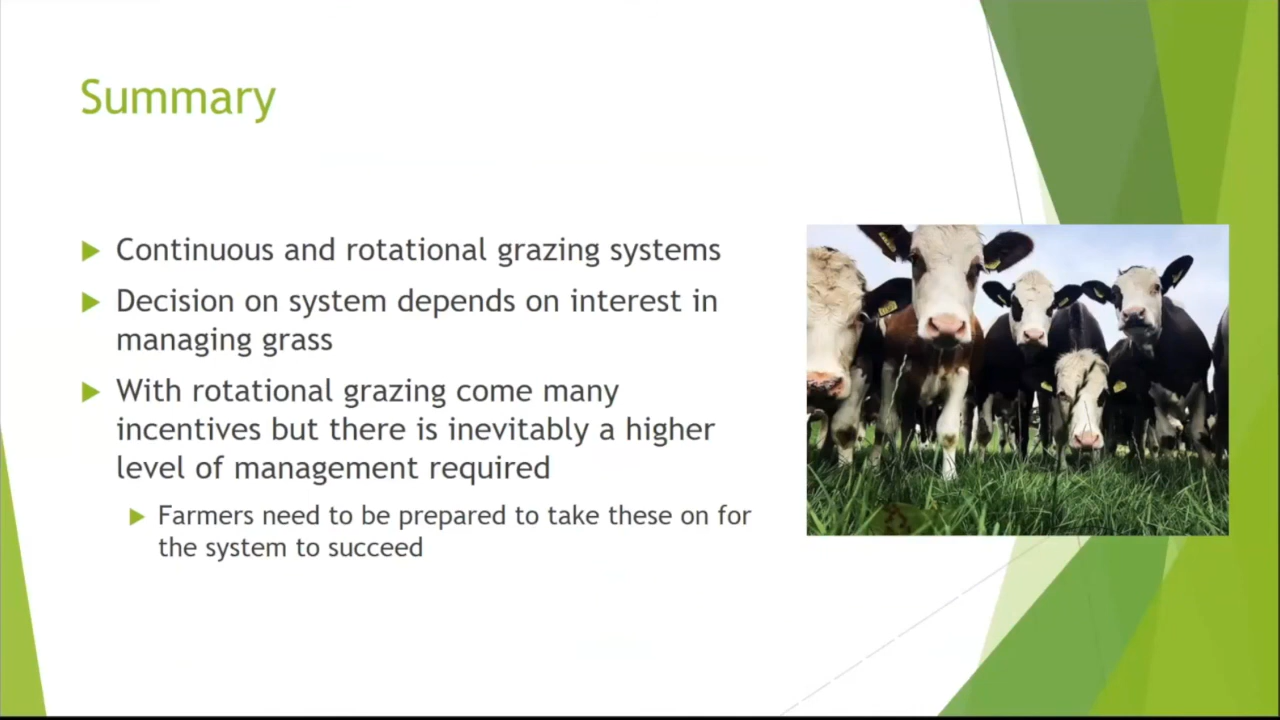 Summary
Continuous and rotational grazing systems
Decision on system depends on interest in
managing grass
With rotational grazing come many
incentives but there is inevitably a higher
level of management required
Farmers need to be prepared to take these on for
the system to succeed